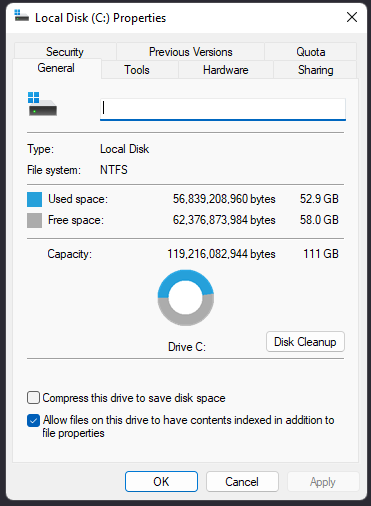 Local Disk (C:) Properties
Security Previous Versions Quota
General Tools Hardware Sharing
Type: Local Disk
File system: NTFS
Used space: 56,839,208,960 bytes 52.9 GB
Free space: 62,376,873,984 bytes 58.0 GB
Capacity: 119,216,082,944 bytes 111 GB
Drive C: Disk Cleanup
Compress this drive to save disk space
Allow files on this drive to have contents indexed in addition to
file properties
OK Cancel Apply